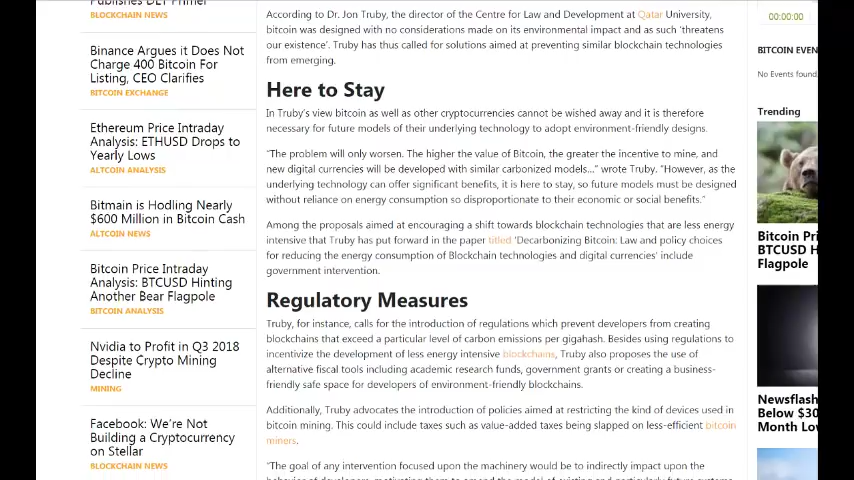 BLOCKCHAIN NEWS
Binance Argues it Does Not
Charge 400 Bitcoin For
Listing, CEO Clarifies
BITCOIN EXCHANGE
Ethereum Price Intraday
Analysis: ETHUSD Drops to
Yearly Lows
ALTCOIN ANALYSIS
Bitmain is Hodling Nearly
$600 Million in Bitcoin Cash
ALTCOIN NEWS
Bitcoin Price Intraday
Analysis: BTCUSD Hinting
Another Bear Flagpole
BITCOIN ANALYSIS
Nvidia to Profit in Q3 2018
Despite Crypto Mining
Decline
MINING
Facebook: We're Not
Building a Cryptocurrency
on Stellar
BLOCKCHAIN NEWS
According to Dr. Jon Truby, the director of the Centre for Law and Development at Qatar University,
bitcoin was designed with no considerations made on its environmental impact and as such 'threatens
our existence'. Truby has thus called for solutions aimed at preventing similar blockchain technologies
from emerging.
Here to Stay
In Truby's view bitcoin as well as other cryptocurrencies cannot be wished away and it is therefore
necessary for future models of their underlying technology to adopt environment-friendly designs.
"The problem will only worsen. The higher the value of Bitcoin, the greater the incentive to mine, and
new digital currencies will be developed with similar carbonized models..." wrote Truby. "However, as the
underlying technology can offer significant benefits, it is here to stay, so future models must be designed
without reliance on energy consumption so disproportionate to their economic or social benefits."
Among the proposals aimed at encouraging a shift towards blockchain technologies that are less energy
intensive that Truby has put forward in the paper titled 'Decarbonizing Bitcoin: Law and policy choices
for reducing the energy consumption of Blockchain technologies and digital currencies' include
government intervention.
Regulatory Measures
Truby, for instance, calls for the introduction of regulations which prevent developers from creating
blockchains that exceed a particular level of carbon emissions per gigahash. Besides using regulations to
incentivize the development of less energy intensive blockchains, Truby also proposes the use of
alternative fiscal tools including academic research funds, government grants or creating a business-
friendly safe space for developers of environment-friendly blockchains.
Additionally, Truby advocates the introduction of policies aimed at restricting the kind of devices used in
bitcoin mining. This could include taxes such as value-added taxes being slapped on less-efficient bitcoin
miners.
"The goal of any intervention focused upon the machinery would be to indirectly impact upon the
00:00:00
BITCOIN EVEN
No Events found
Trending
Bitcoin Pri
BTCUSD H
Flagpole
Newsflash
Below $30
Month Lo